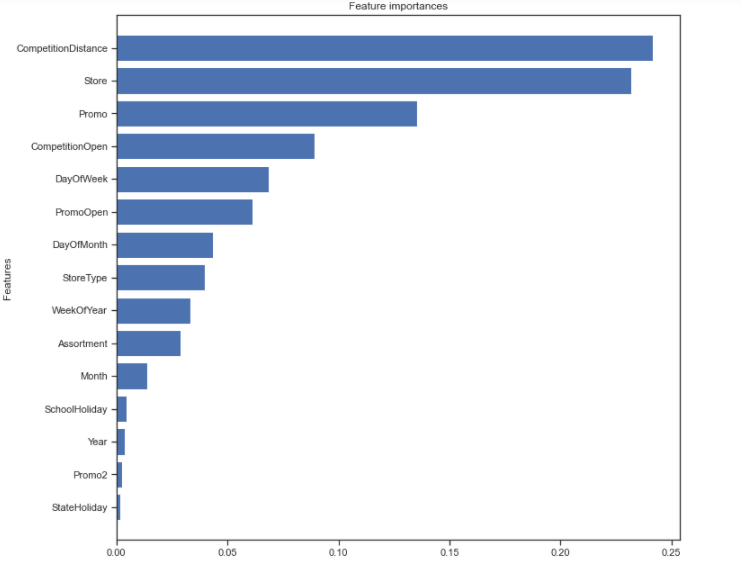 Feature importances
Features
CompetitionDistance
Store
Promo
CompetitionOpen
DayOfWeek
PromoOpen
DayOfMonth
StoreType
WeekOfYear
Assortment
Month
SchoolHoliday
Year
Promo2
StateHoliday
0.00 0.05 0.10 0.15 0.20 0.25